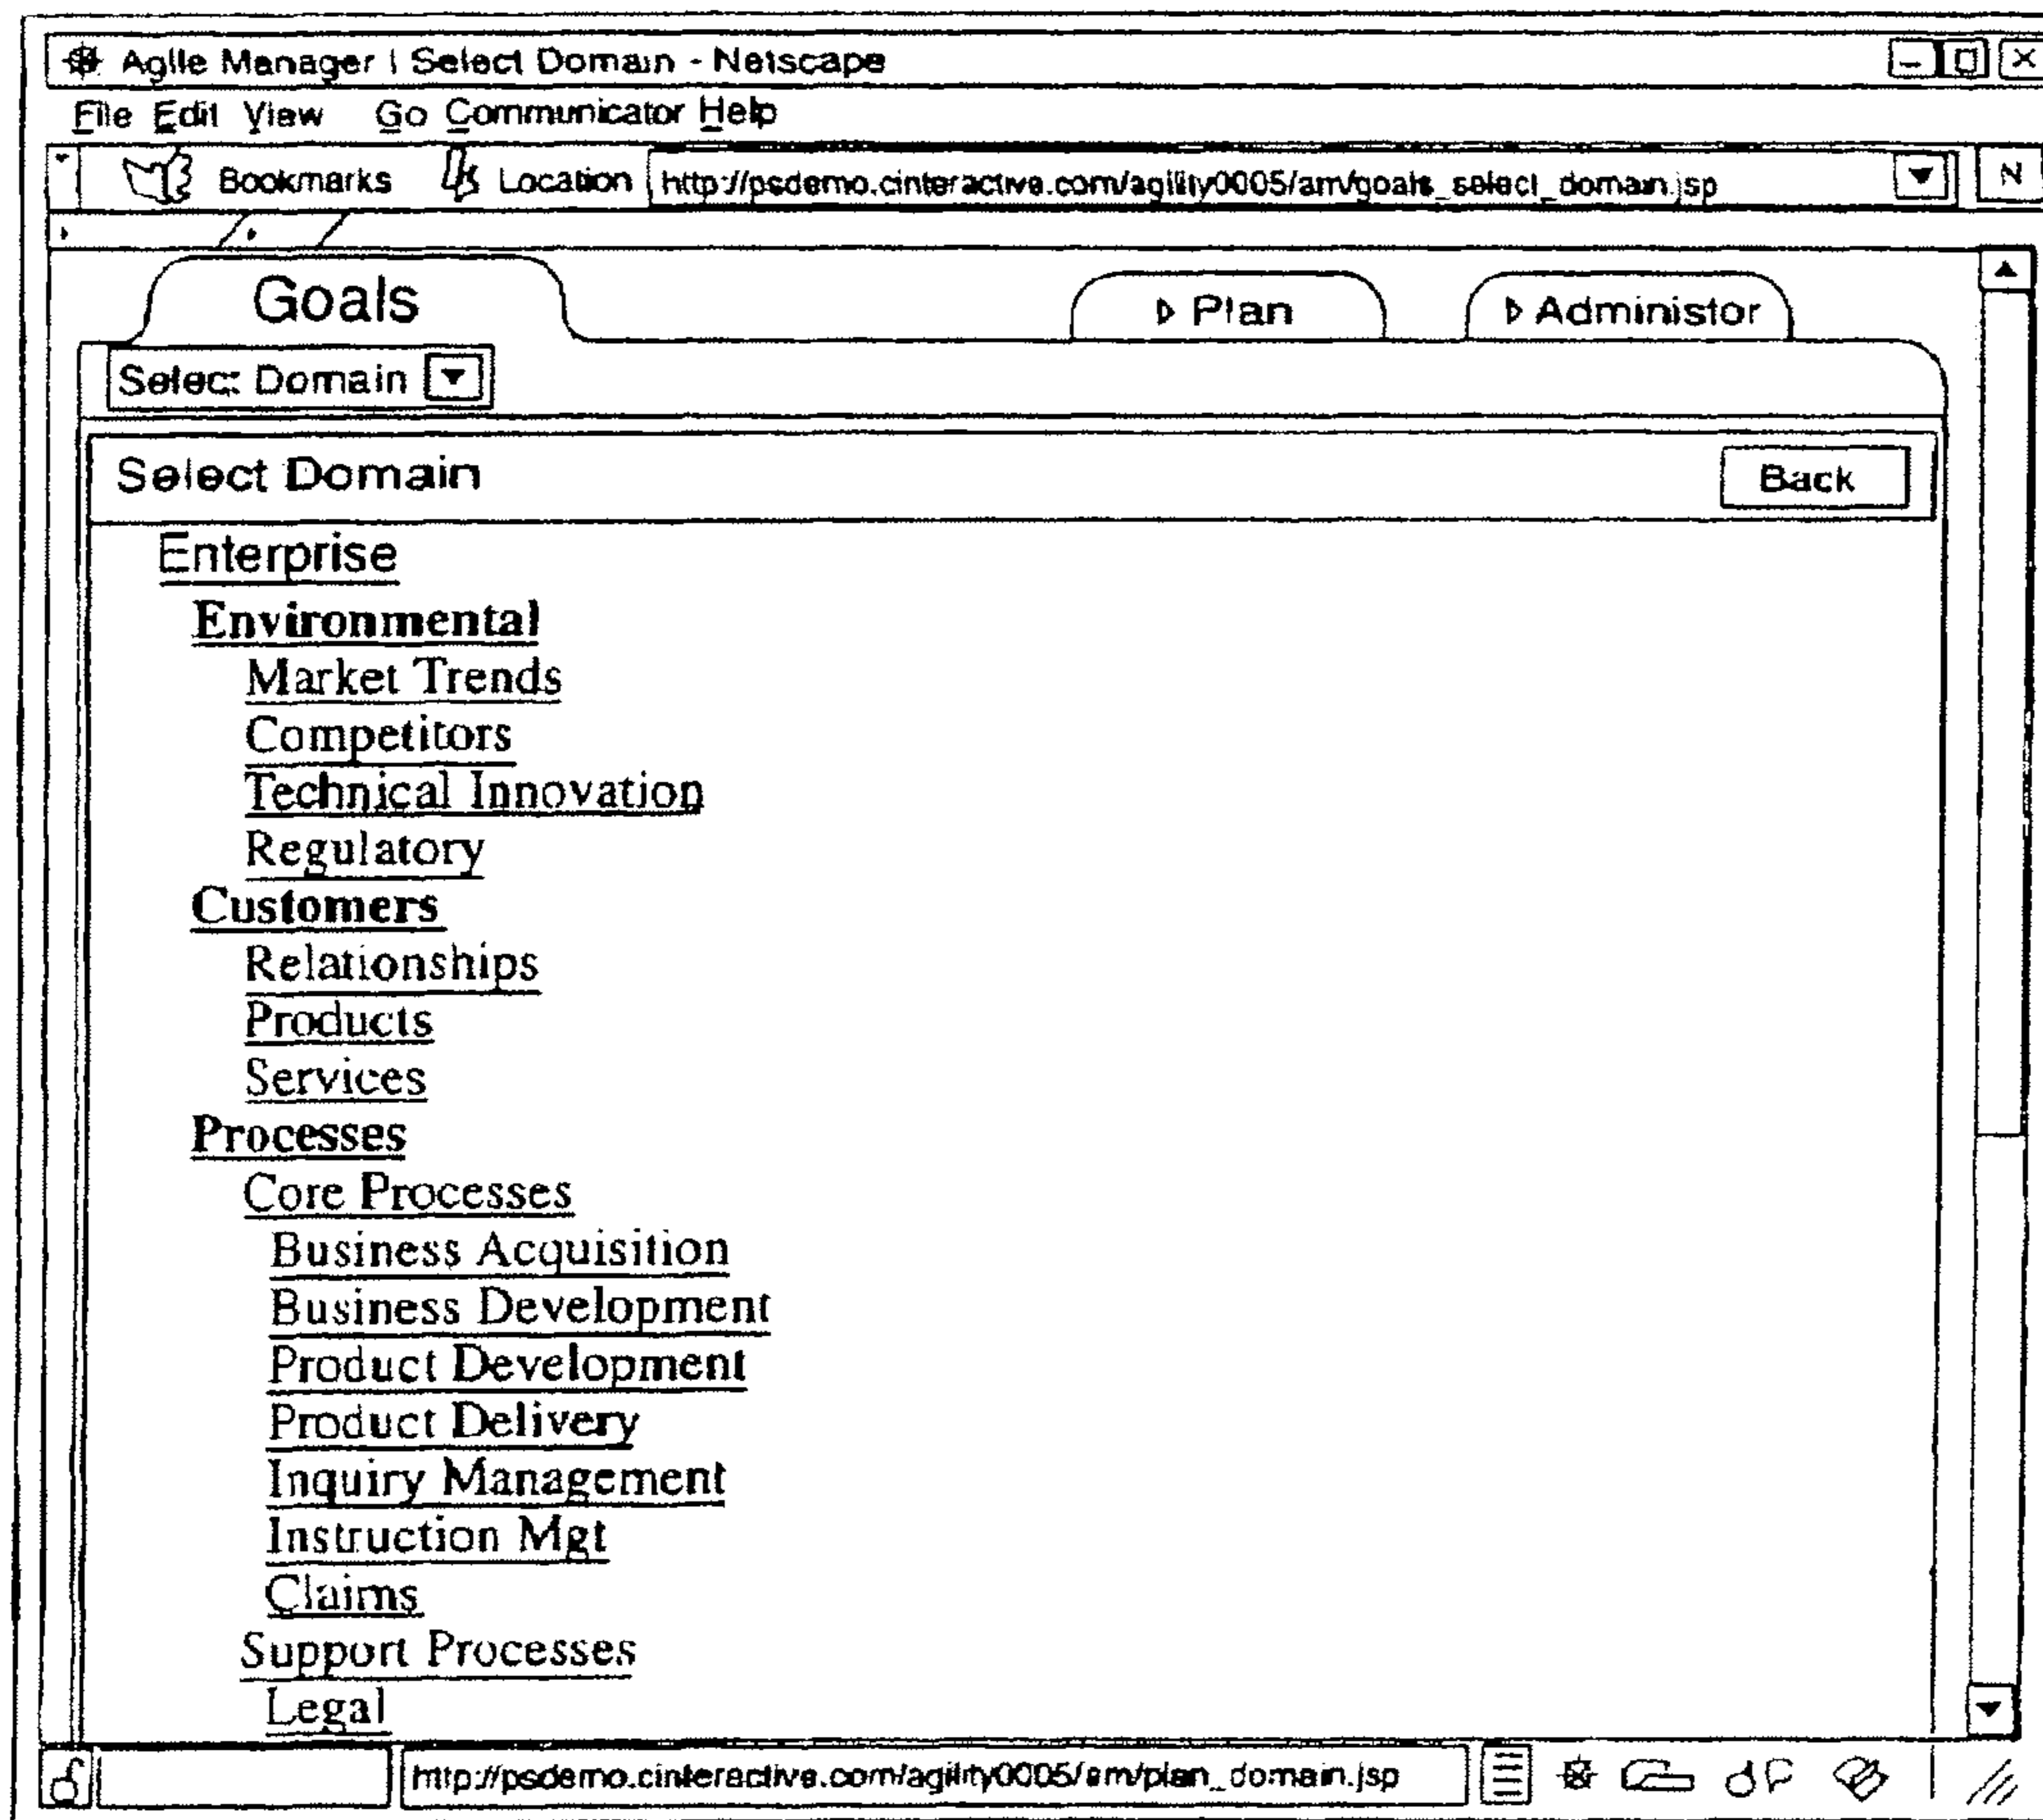 Agile Manager | Select Domain - Netscape
File Edit View Go Communicator Help
Bookmarks Location http://psdemo.cinteractive.com/agility0005/am/goals_select_domain.jsp N
Goals Plan Administor
Select Domain
Select Domain Back
Enterprise
Environmental
Market Trends
Competitors
Technical Innovation
Regulatory
Customers
Relationships
Products
Services
Processes
Core Processes
Business Acquisition
Business Development
Product Development
Product Delivery
Inquiry Management
Instruction Mgt
Claims
Support Processes
Legal
http://psdemo.cinteractive.com/agility0005/am/plan_domain.jsp